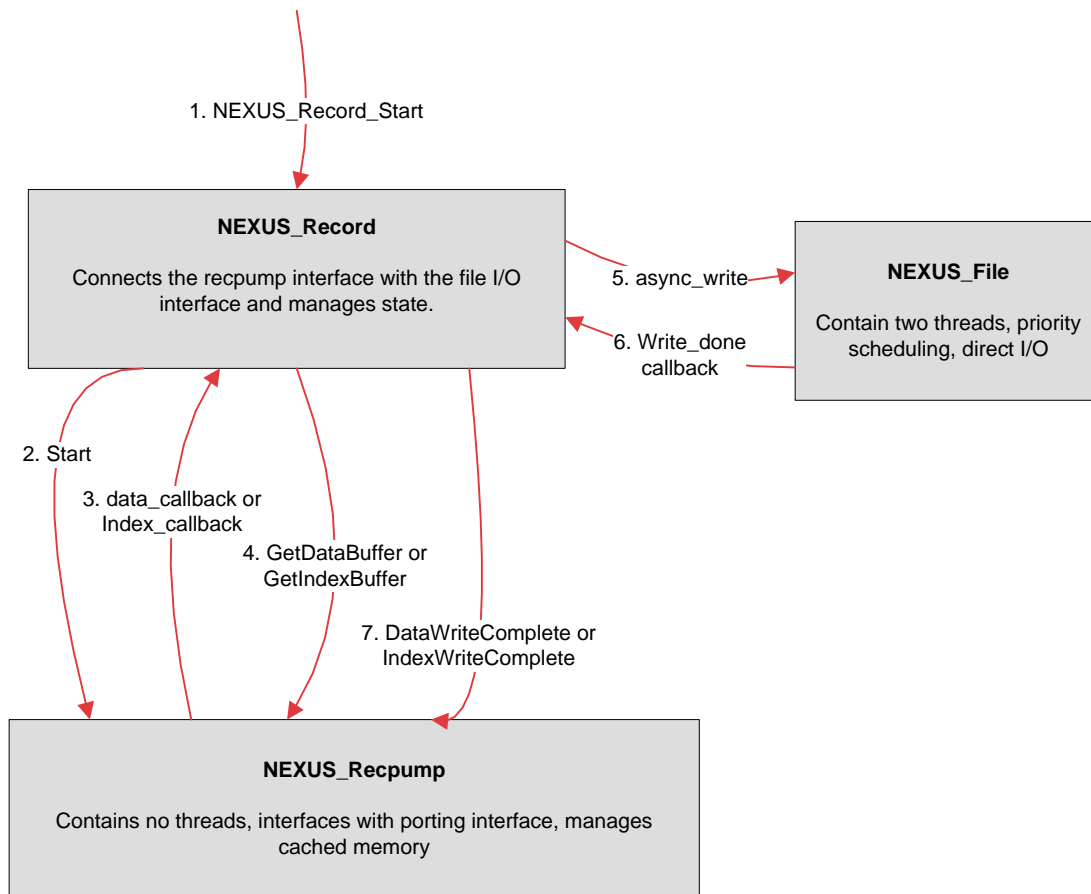 1. NEXUS_Record_Start
NEXUS_Record
Connects the recpump interface with the file I/O
interface and manages state.
NEXUS_File
Contain two threads, priority
scheduling, direct I/O
5. async_write
6. Write_done
callback
2. Start
3. data_callback or
Index_callback
4. GetDataBuffer or
GetIndexBuffer
7. DataWriteComplete or
IndexWriteComplete
NEXUS_Recpump
Contains no threads, interfaces with porting interface, manages
cached memory